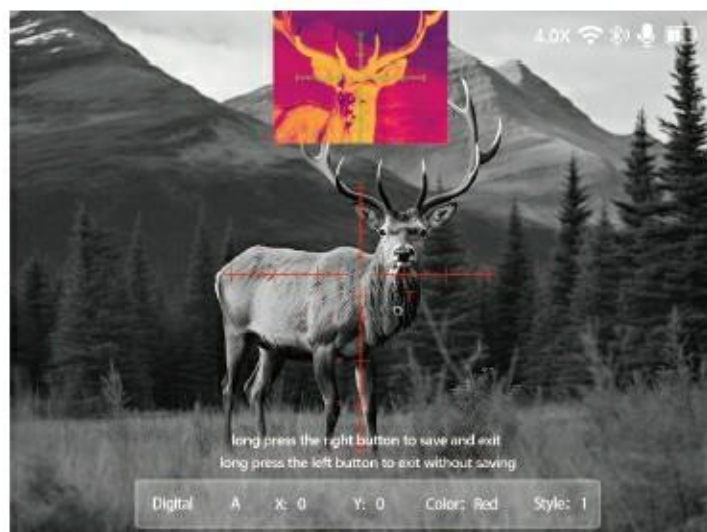 4.0X
long press the right button to save and exit
long press the left button to exit without saving
Digital A X: 0 Y: 0 Color: Red Style: 1